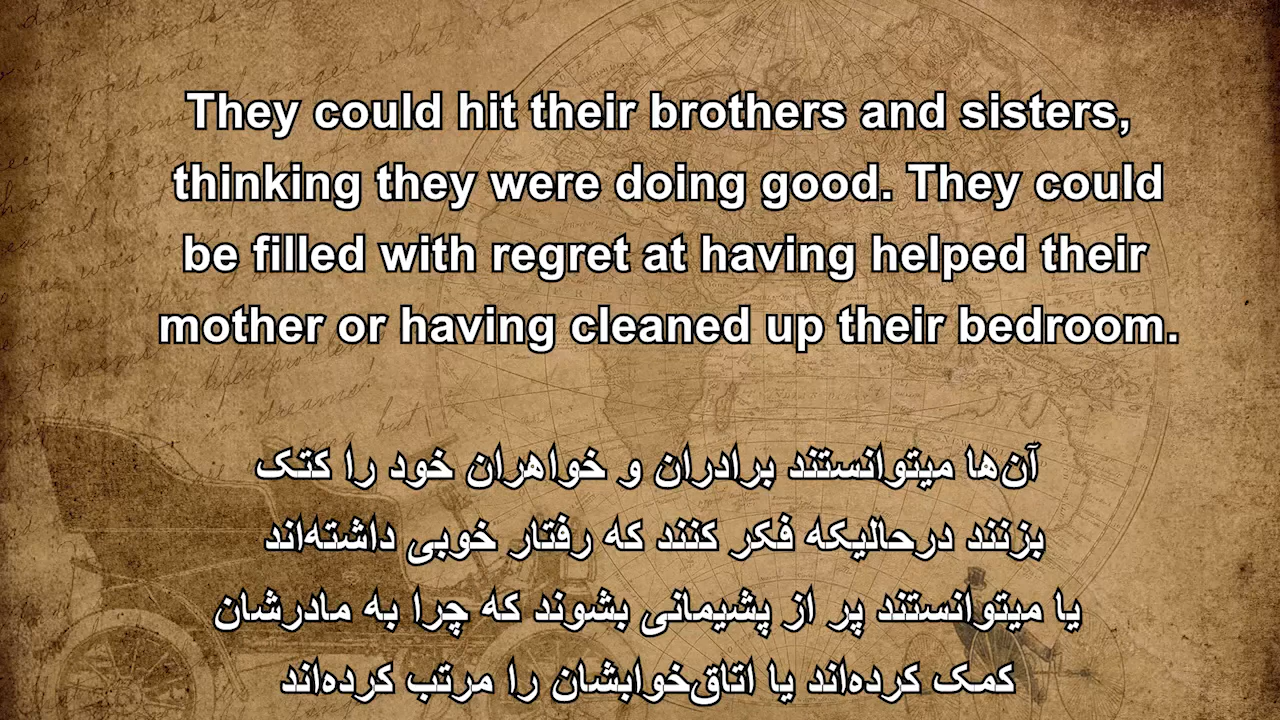 They could hit their brothers and sisters,
thinking they were doing good. They could
be filled with regret at having helped their
mother or having cleaned up their bedroom.
آن‌ها میتوانستند برادران و خواهران خود را کتک
بزنند درحالیکه فکر کنند که رفتار خوبی داشته‌اند
یا میتوانستند پر از پشیمانی بشوند که چرا به مادرشان
کمک کرده‌اند یا اتاق‌خوابشان را مرتب کرده‌اند